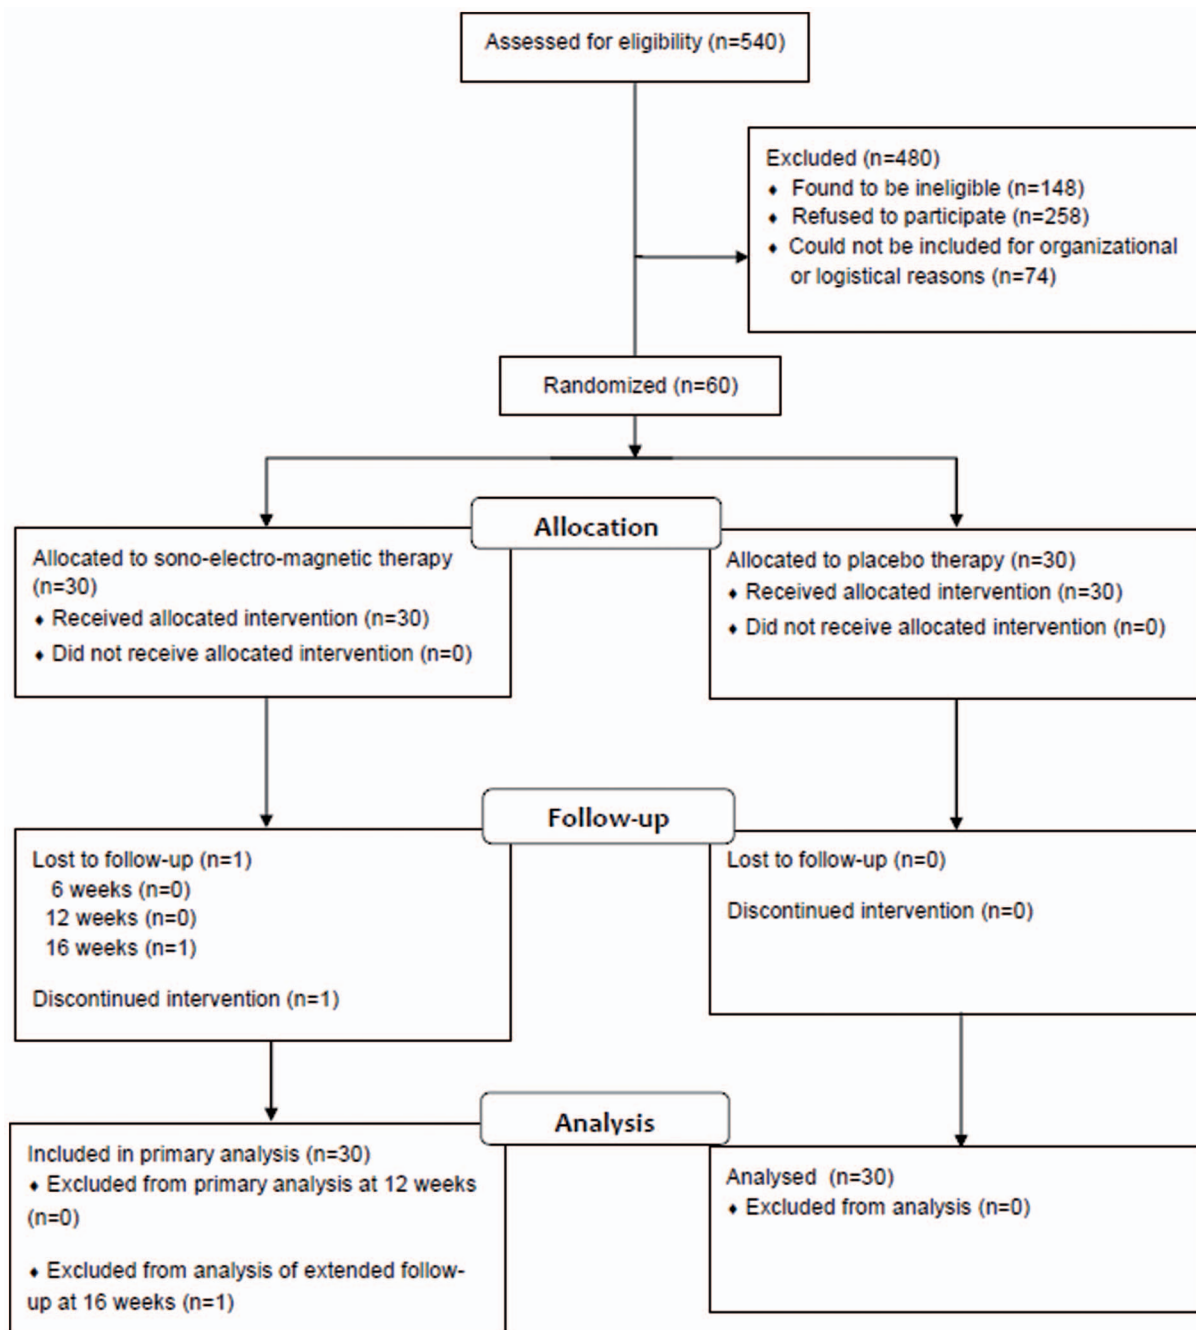 Assessed for eligibility (n=540)
Excluded (n=480)
♦ Found to be ineligible (n=148)
♦ Refused to participate (n=258)
♦ Could not be included for organizational
or logistical reasons (n=74)
Randomized (n=60)
Allocation
Allocated to sono-electro-magnetic therapy
(n=30)
♦ Received allocated intervention (n=30)
♦ Did not receive allocated intervention (n=0)
Allocated to placebo therapy (n=30)
♦ Received allocated intervention (n=30)
♦ Did not receive allocated intervention (n=0)
Follow-up
Lost to follow-up (n=1)
6 weeks (n=0)
12 weeks (n=0)
16 weeks (n=1)
Discontinued intervention (n=1)
Lost to follow-up (n=0)
Discontinued intervention (n=0)
Analysis
Included in primary analysis (n=30)
♦ Excluded from primary analysis at 12 weeks
(n=0)
♦ Excluded from analysis of extended follow-
up at 16 weeks (n=1)
Analysed (n=30)
♦ Excluded from analysis (n=0)